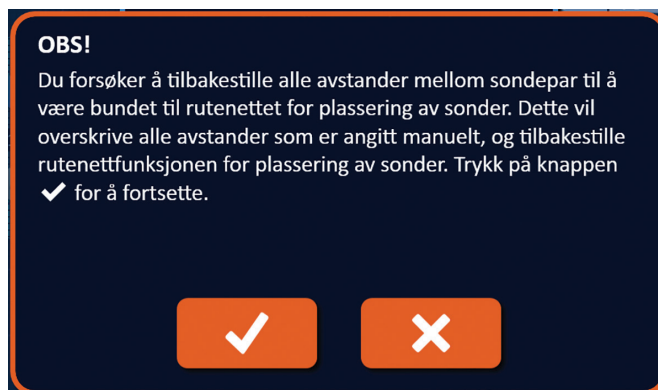 OBS!
Du forsøker å tilbakestille alle avstander mellom sondepar til å
være bundet til rutenettet for plassering av sonder. Dette vil
overskrive alle avstander som er angitt manuelt, og tilbakestille
rutenettfunksjonen for plassering av sonder. Trykk på knappen
✔ for å fortsette.